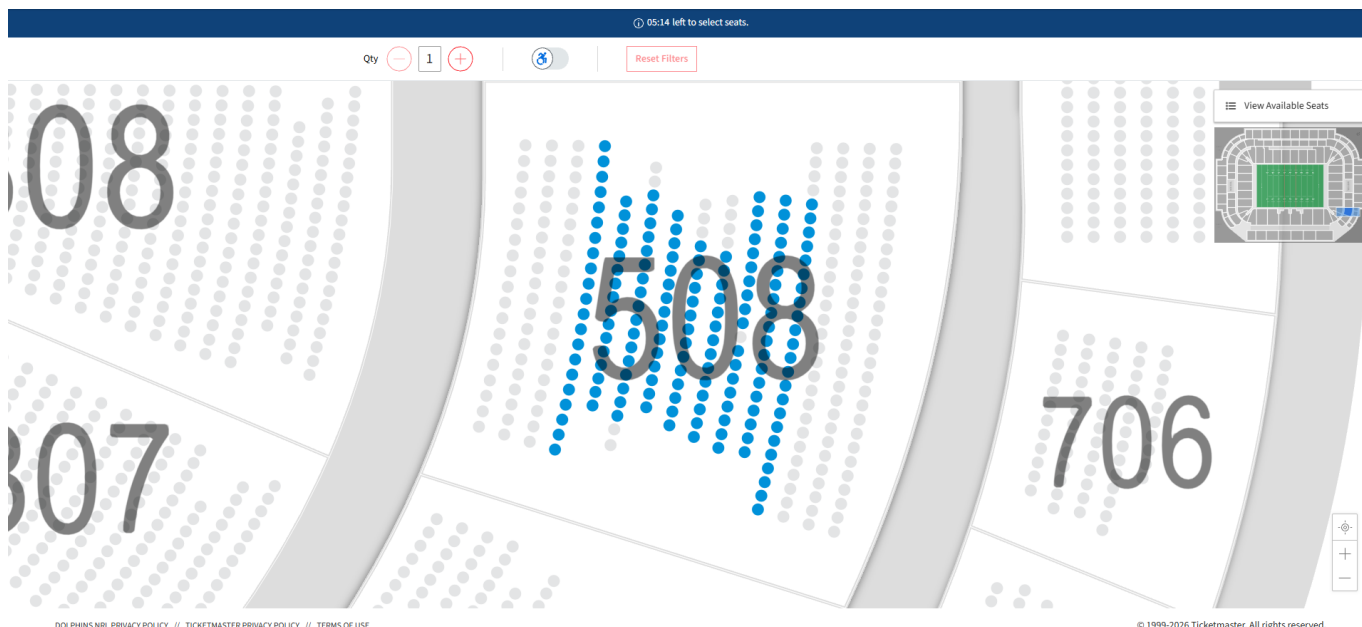 05:14 left to select seats.
Qty 1
Reset Filters
View Available Seats
508
706
DOLPHINS NRL PRIVACY POLICY // TICKETMASTER PRIVACY POLICY // TERMS OF USE
© 1999-2026 Ticketmaster. All rights reserved.